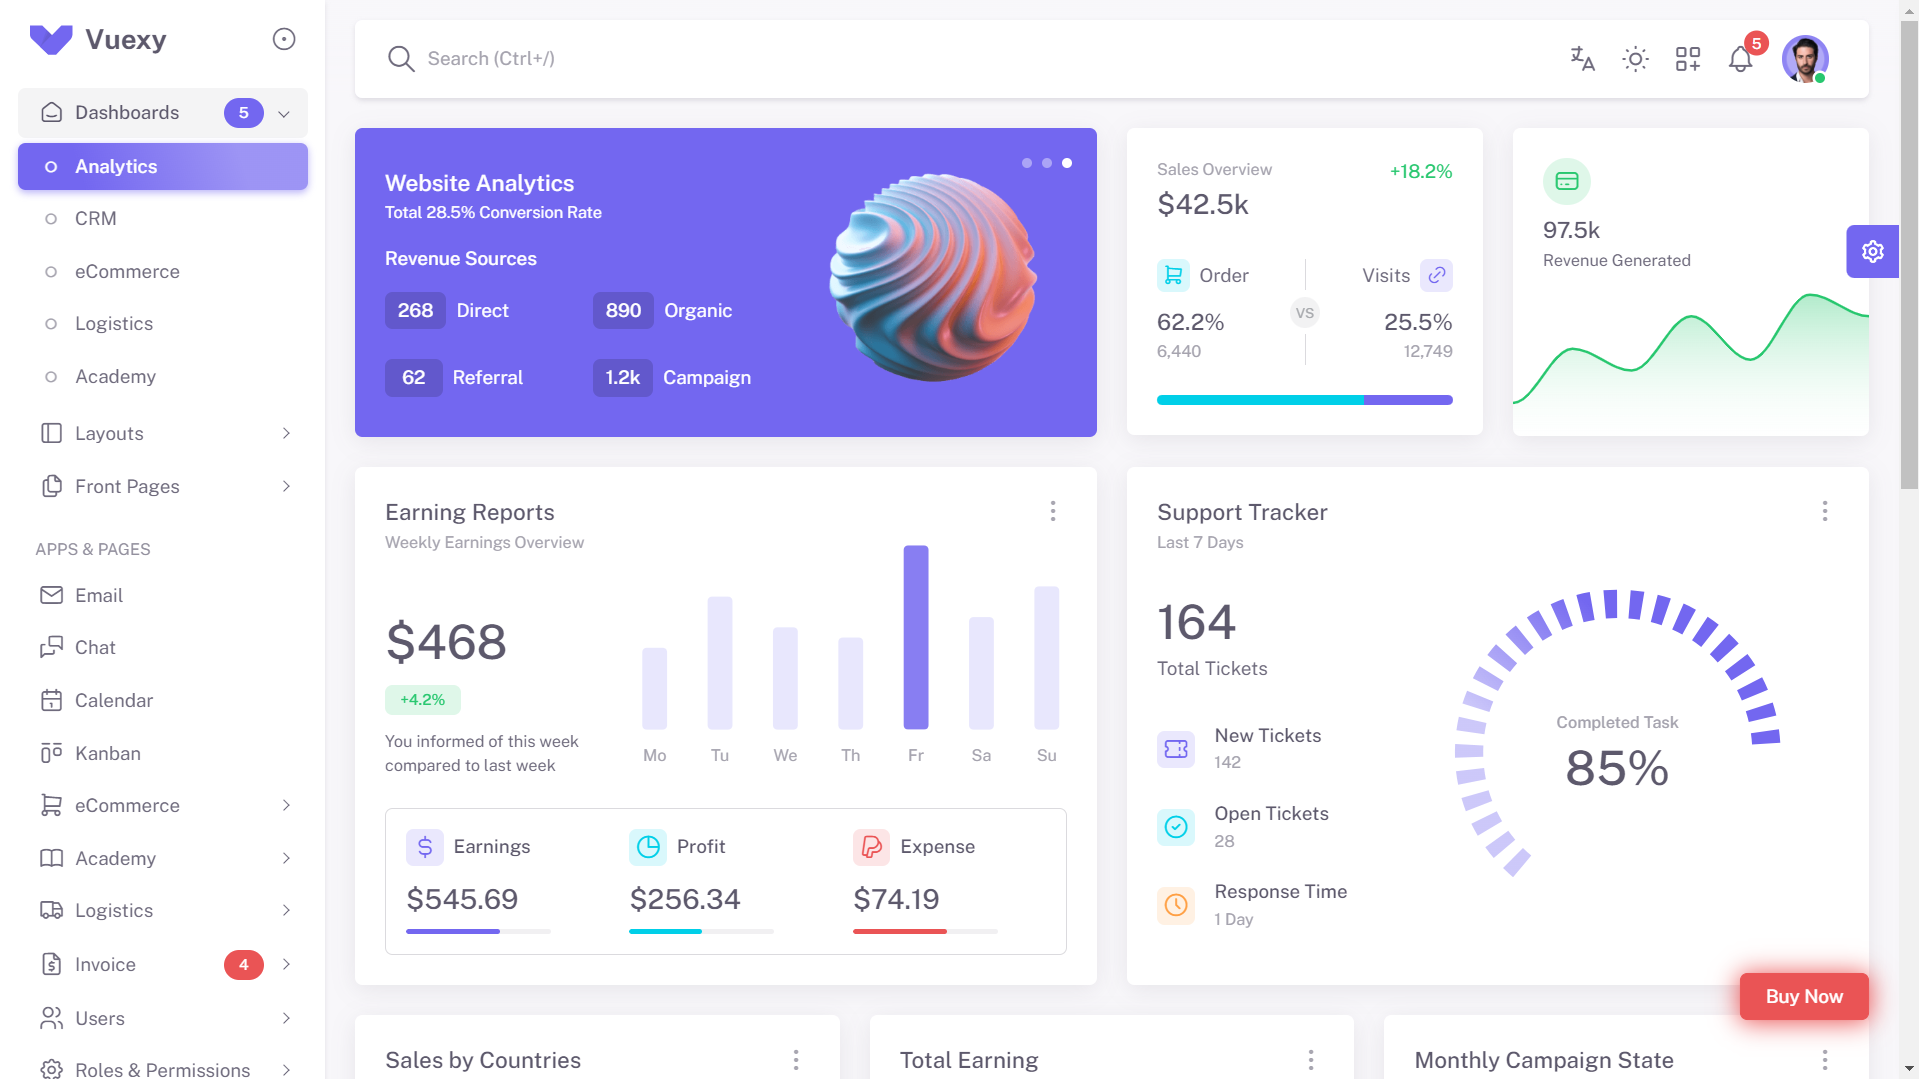 Vuexy
Dashboards 5
Analytics
CRM
eCommerce
Logistics
Academy
Layouts
Front Pages
APPS & PAGES
Email
Chat
Calendar
Kanban
eCommerce
Academy
Logistics
Invoice 4
Users
Roles & Permissions
Search (Ctrl+/)
5
Website Analytics
Total 28.5% Conversion Rate
Revenue Sources
268 Direct 890 Organic
62 Referral 1.2k Campaign
Sales Overview +18.2%
$42.5k
Order Visits
VS
62.2% 25.5%
6,440 12,749
97.5k
Revenue Generated
Earning Reports
Weekly Earnings Overview
$468
+4.2%
You informed of this week
compared to last week
Mo Tu We Th Fr Sa Su
Earnings Profit Expense
$545.69 $256.34 $74.19
Support Tracker
Last 7 Days
164
Total Tickets
New Tickets
142
Open Tickets
28
Response Time
1 Day
Completed Task
85%
Buy Now
Sales by Countries
Total Earning
Monthly Campaign State